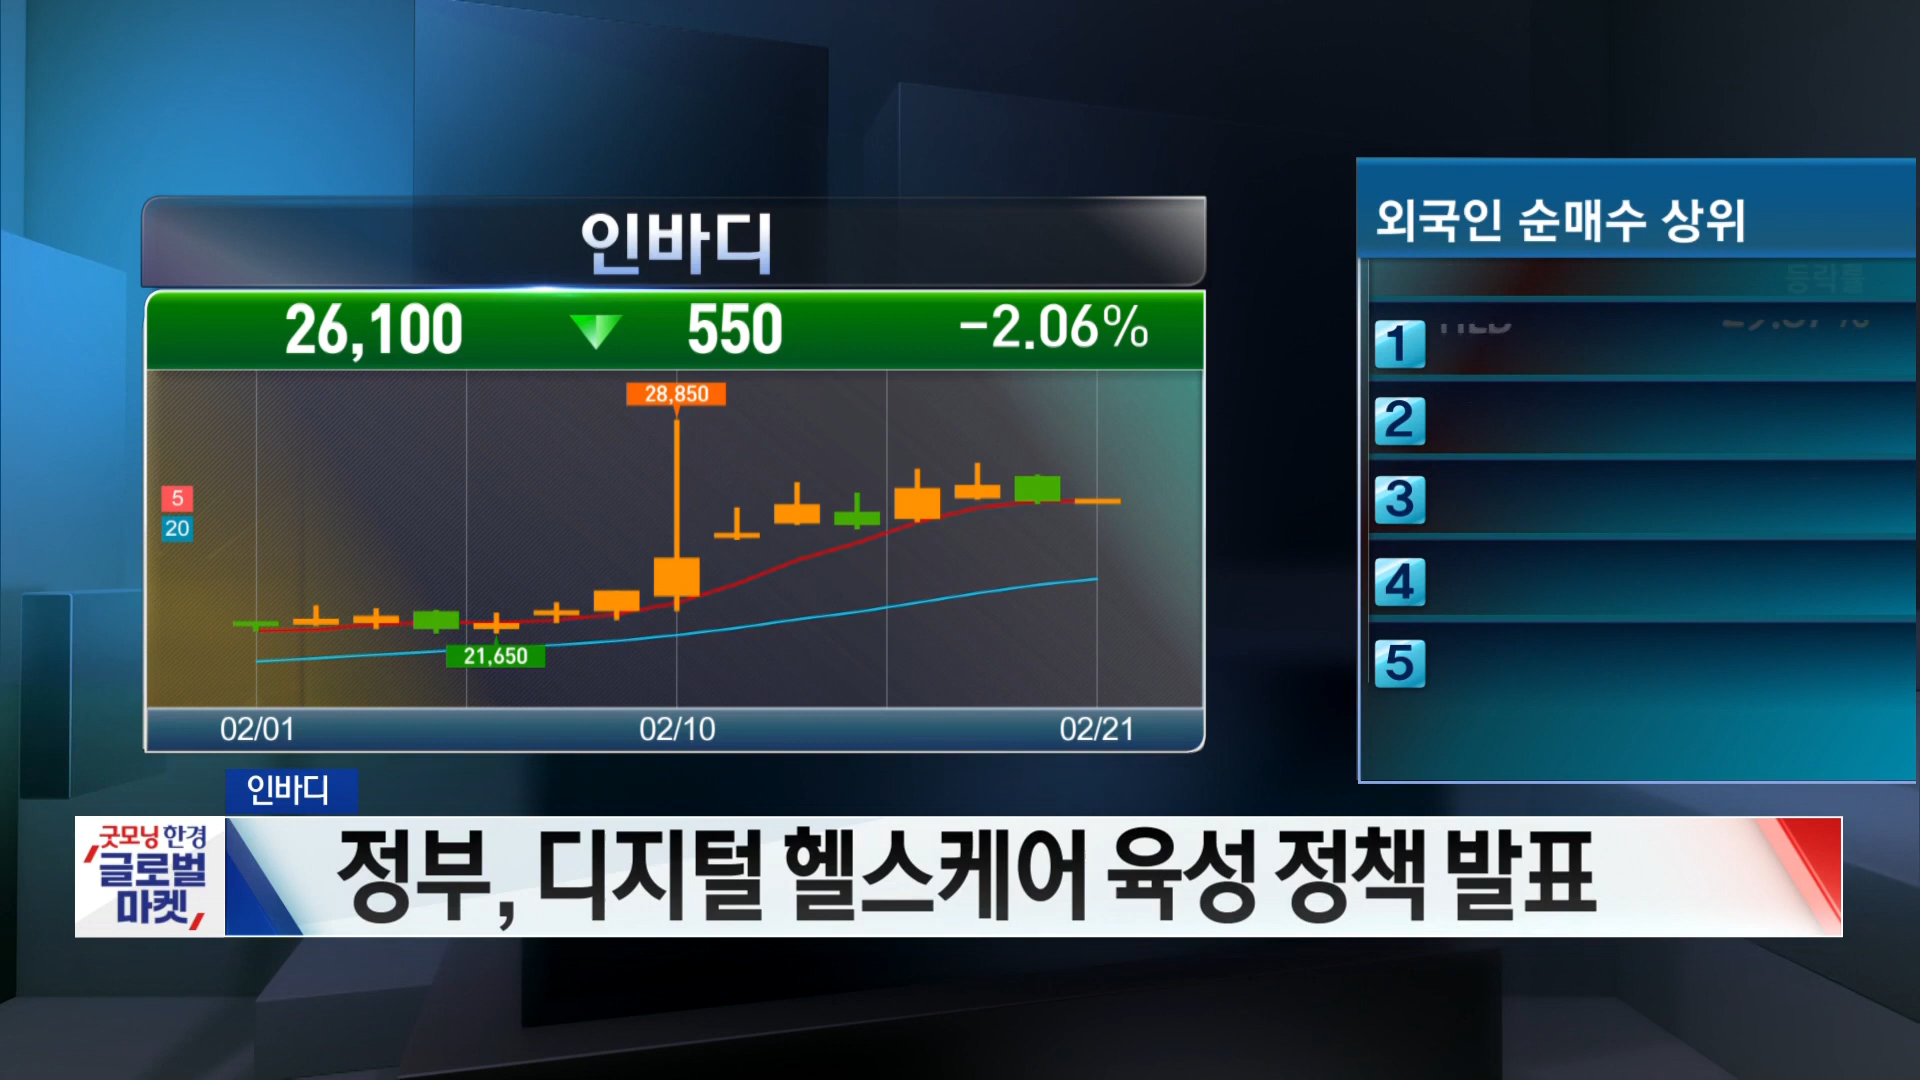 인바디
26,100 ▼ 550 -2.06%
28,850
5
20
21,650
02/01 02/10 02/21
외국인 순매수 상위
등락률
1
2
3
4
5
인바디
굿모닝 한경
글로벌
마켓
정부, 디지털 헬스케어 육성 정책 발표